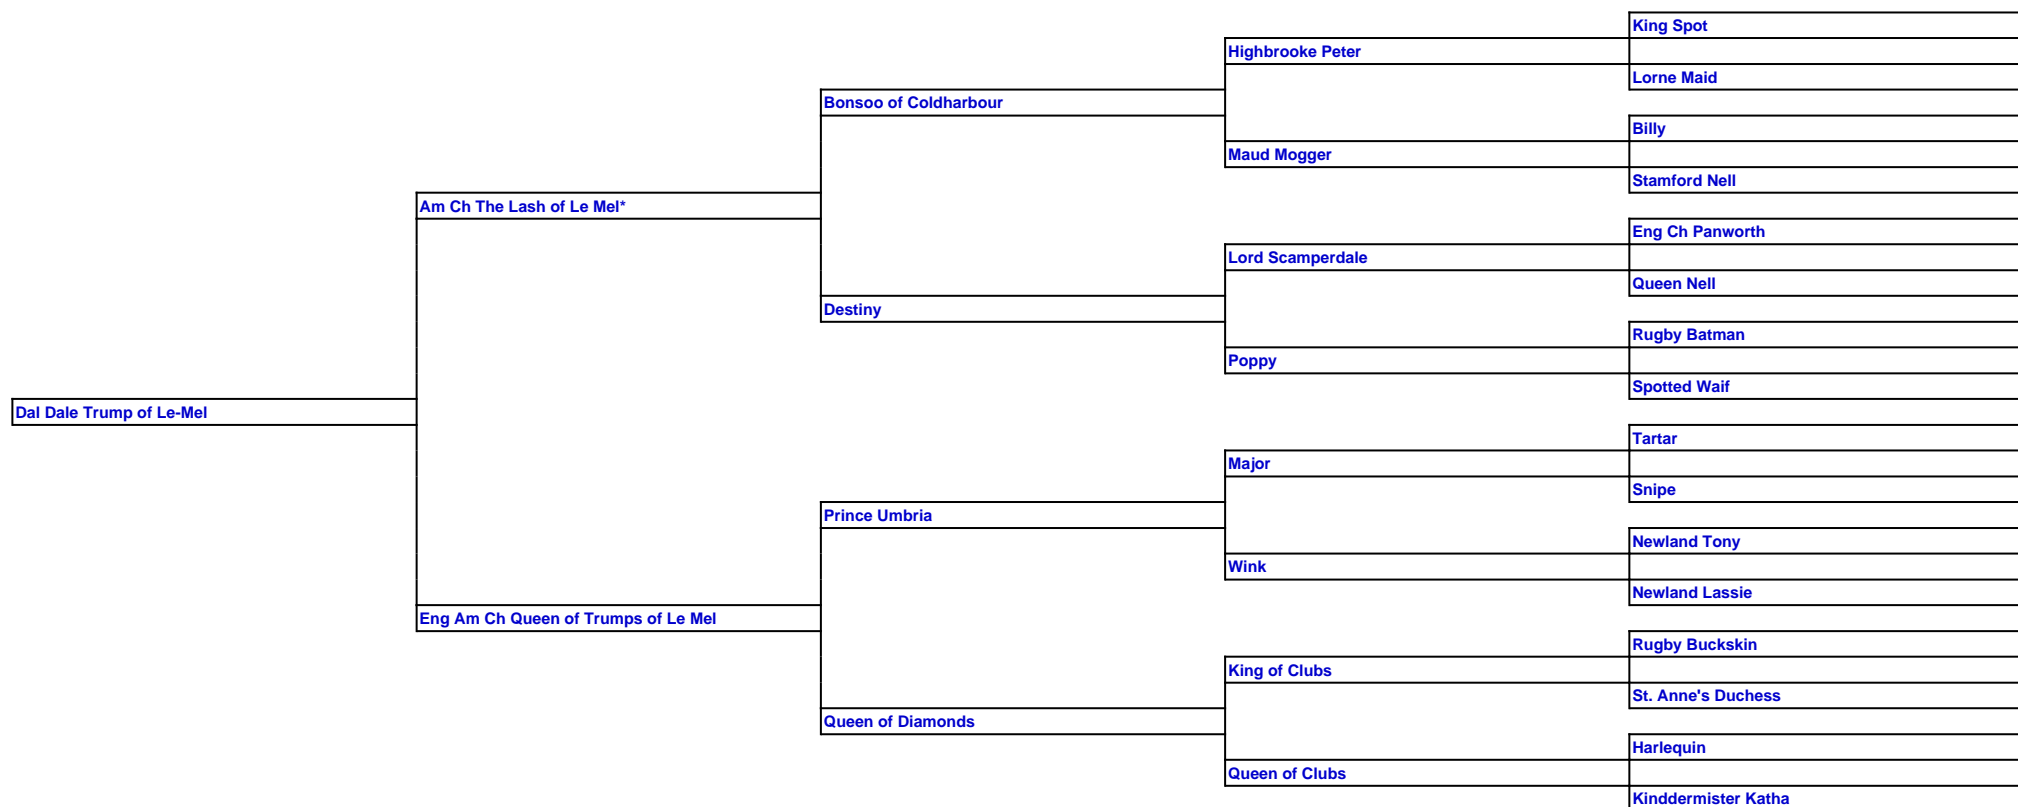 King Spot
Highbrooke Peter
Lorne Maid
Bonsoo of Coldharbour
Billy
Maud Mogger
Stamford Nell
Am Ch The Lash of Le Mel*
Eng Ch Panworth
Lord Scamperdale
Queen Nell
Destiny
Rugby Batman
Poppy
Spotted Waif
Dal Dale Trump of Le-Mel
Tartar
Major
Snipe
Prince Umbria
Newland Tony
Wink
Newland Lassie
Eng Am Ch Queen of Trumps of Le Mel
Rugby Buckskin
King of Clubs
St. Anne's Duchess
Queen of Diamonds
Harlequin
Queen of Clubs
Kinddermister Katha